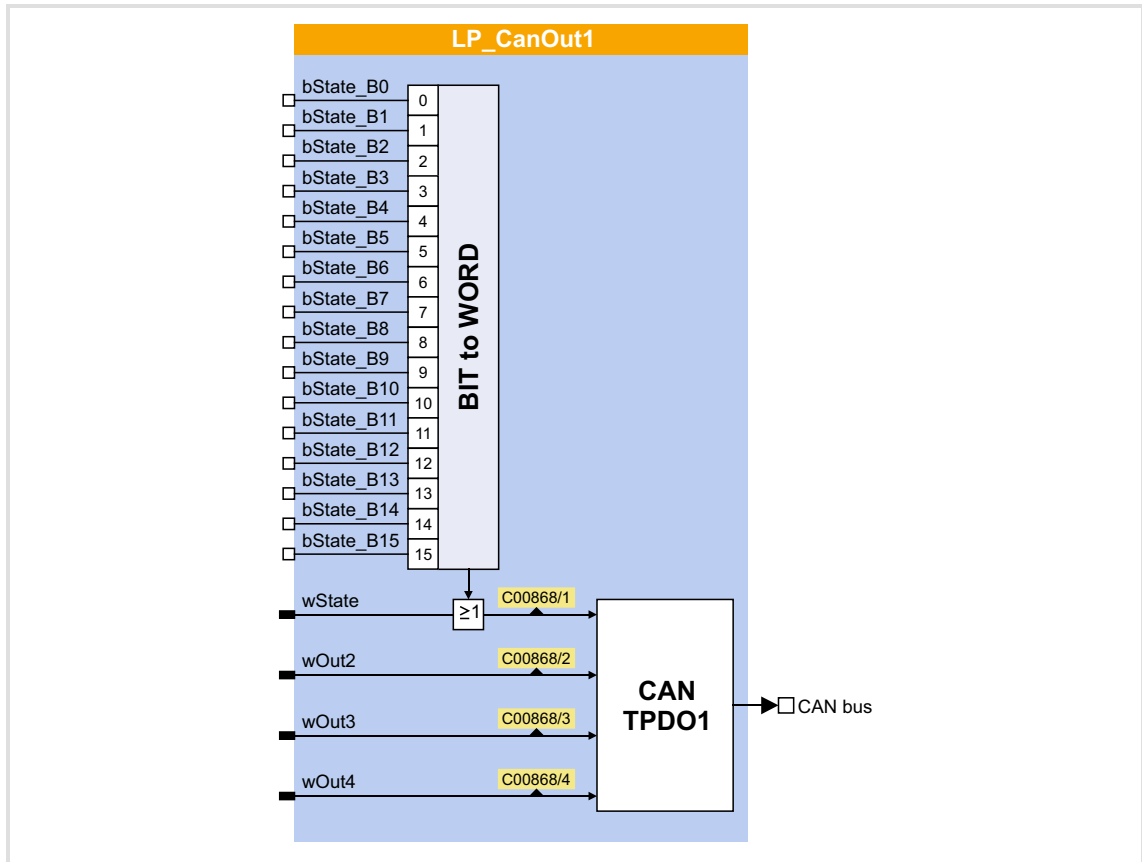 LP_CanOut1
bState_B0
0
bState_B1
1
bState_B2
2
bState_B3
3
bState_B4
4
bState_B5
5
bState_B6
6
bState_B7
7
bState_B8
8
bState_B9
9
bState_B10
10
bState_B11
11
bState_B12
12
bState_B13
13
bState_B14
14
bState_B15
15
BIT to WORD
wState
≥1
C00868/1
wOut2
C00868/2
wOut3
C00868/3
wOut4
C00868/4
CAN
TPDO1
CAN bus